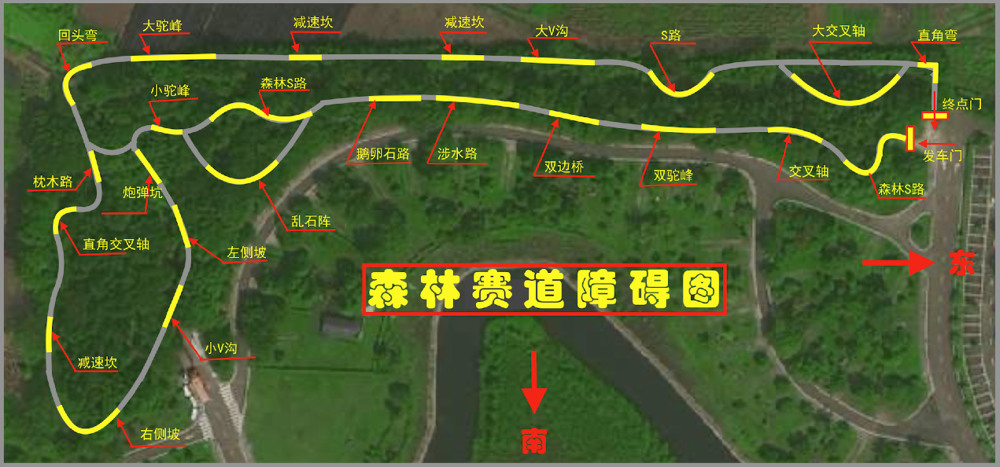 回头弯
大驼峰
减速坎
减速坎
大V沟
S路
大交叉轴
直角弯
小驼峰
森林S路
终点门
鹅卵石路
涉水路
双边桥
双驼峰
交叉轴
发车门
森林S路
枕木路
炮弹坑
乱石阵
直角交叉轴
左侧坡
森林赛道障碍图
东
小V沟
减速坎
右侧坡
南